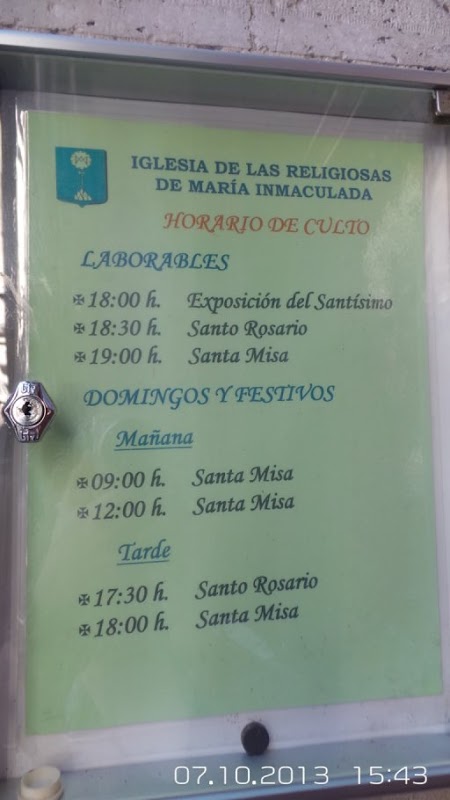 IGLESIA DE LAS RELIGIOSAS
DE MARÍA INMACULADA
HORARIO DE CULTO
LABORABLES
✠18:00 h. Exposición del Santísimo
✠18:30 h. Santo Rosario
✠19:00 h. Santa Misa
DOMINGOS Y FESTIVOS
Mañana
✠09:00 h. Santa Misa
✠12:00 h. Santa Misa
Tarde
✠17:30 h. Santo Rosario
✠18:00 h. Santa Misa
07.10.2013 15:43